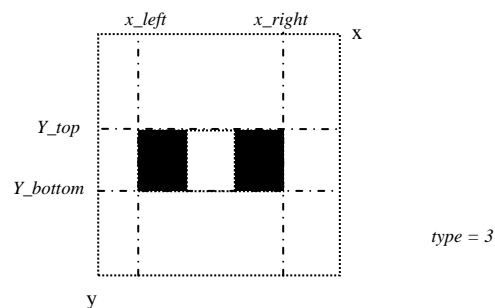 x_left x_right x
Y_top
Y_bottom
type = 3
y